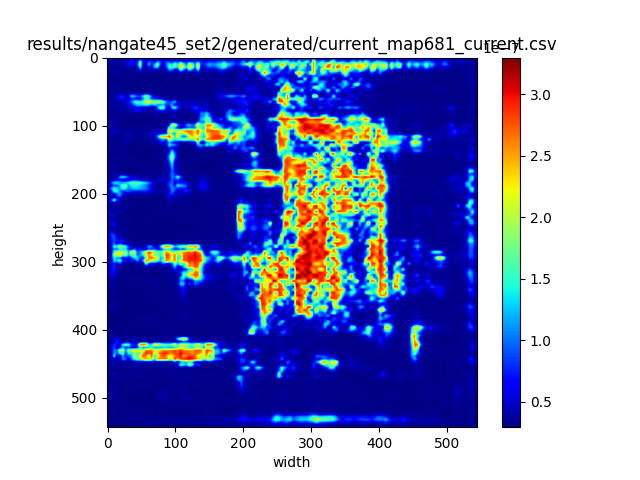 results/nangate45_set2/generated/current_map681_current.csv
1e−7
0
100
200
300
400
500
height
0 100 200 300 400 500
width
3.0
2.5
2.0
1.5
1.0
0.5